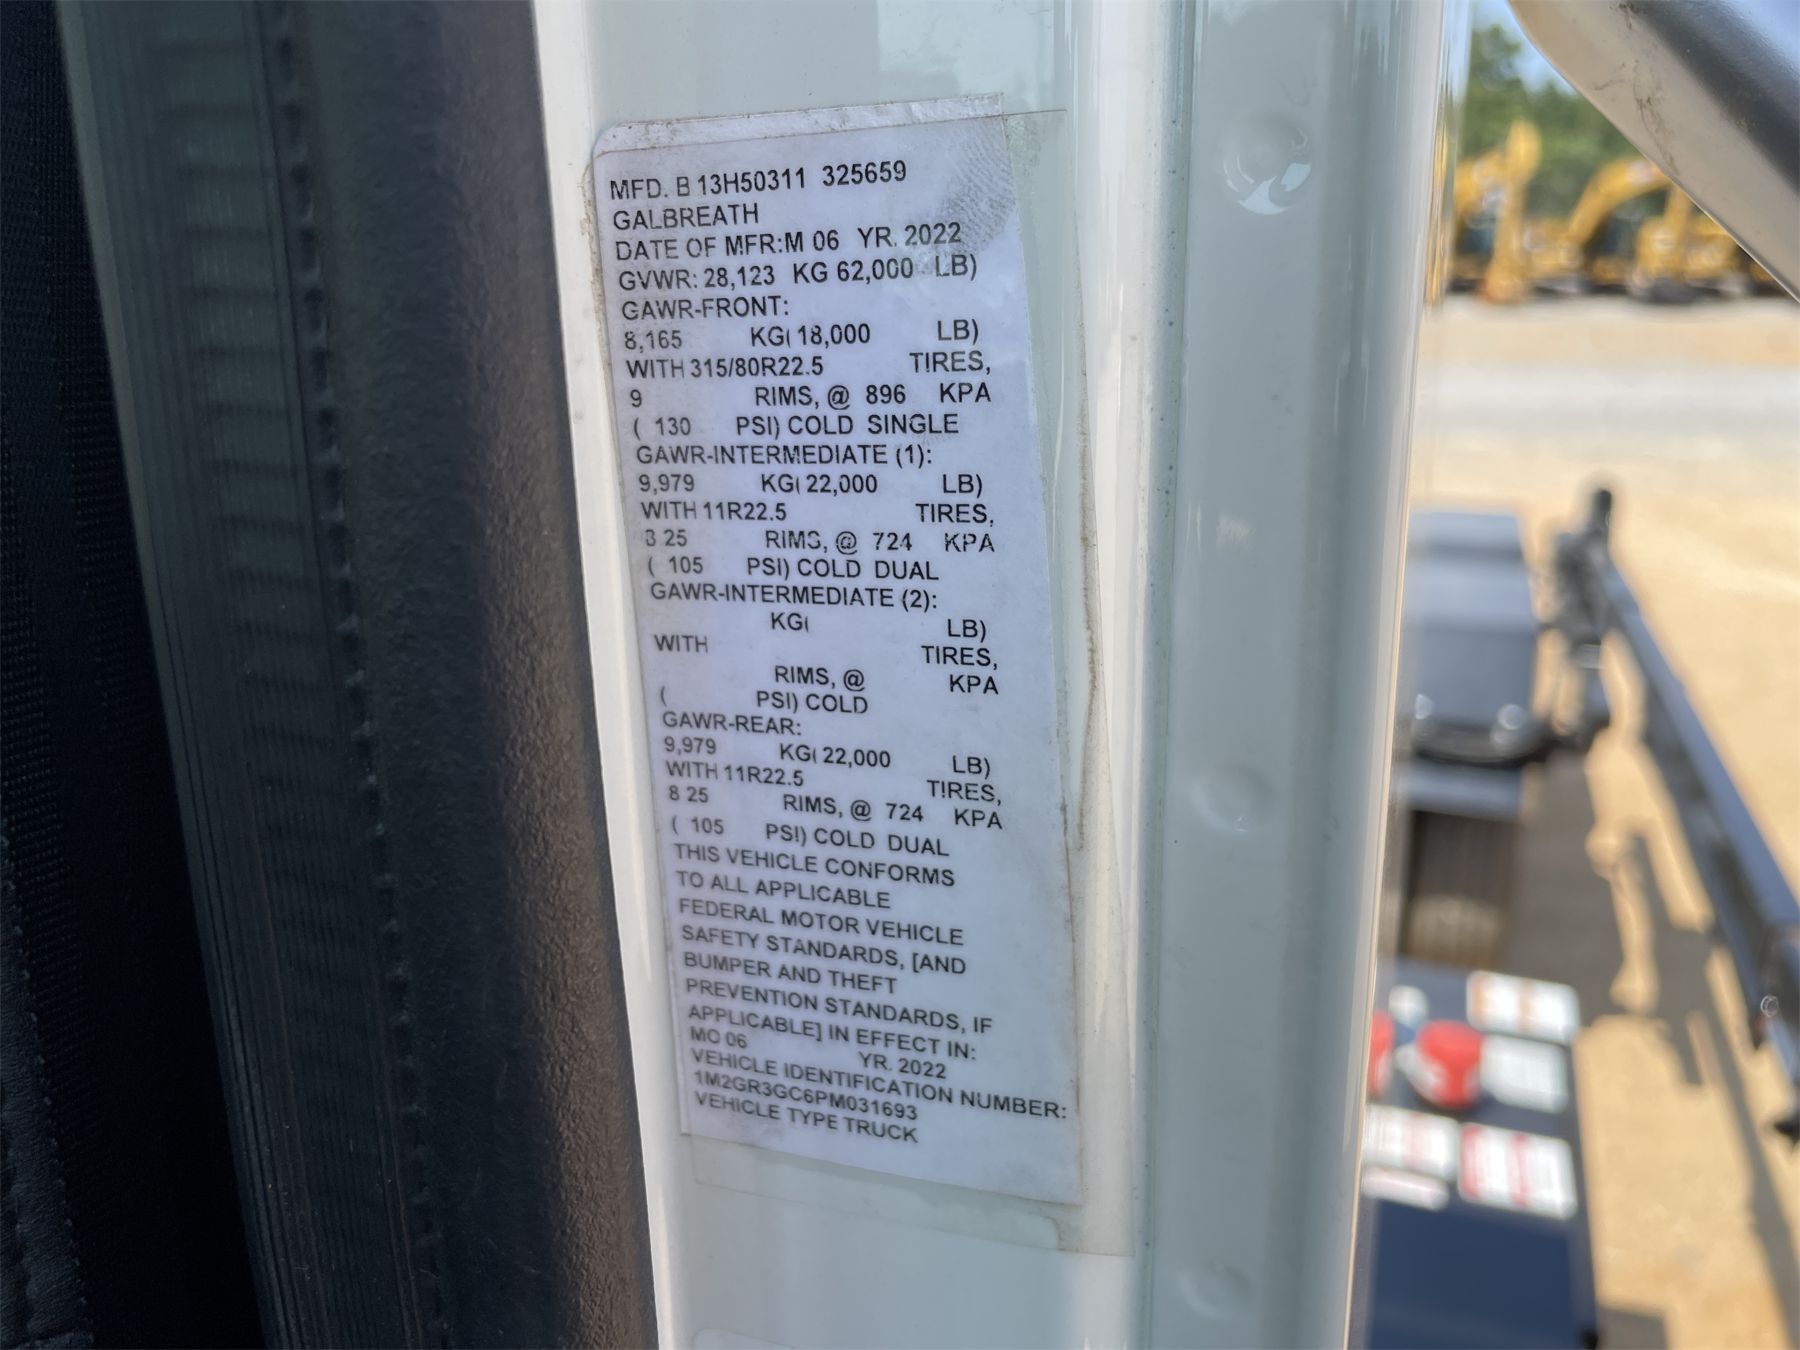 MFD. B 13H50311 325659
GALBREATH
DATE OF MFR:M 06 YR. 2022
GVWR: 28,123 KG 62,000 LB)
GAWR-FRONT:
8,165 KG( 18,000 LB)
WITH 315/80R22.5 TIRES,
9 RIMS, @ 896 KPA
( 130 PSI) COLD SINGLE
GAWR-INTERMEDIATE (1):
9,979 KG( 22,000 LB)
WITH 11R22.5 TIRES,
8 25 RIMS, @ 724 KPA
( 105 PSI) COLD DUAL
GAWR-INTERMEDIATE (2):
KG( LB)
WITH TIRES,
RIMS, @ KPA
( PSI) COLD
GAWR-REAR:
9,979 KG( 22,000 LB)
WITH 11R22.5 TIRES,
8 25 RIMS, @ 724 KPA
( 105 PSI) COLD DUAL
THIS VEHICLE CONFORMS
TO ALL APPLICABLE
FEDERAL MOTOR VEHICLE
SAFETY STANDARDS, [AND
BUMPER AND THEFT
PREVENTION STANDARDS, IF
APPLICABLE] IN EFFECT IN:
MO 06 YR. 2022
VEHICLE IDENTIFICATION NUMBER:
1M2GR3GC6PM031693
VEHICLE TYPE TRUCK